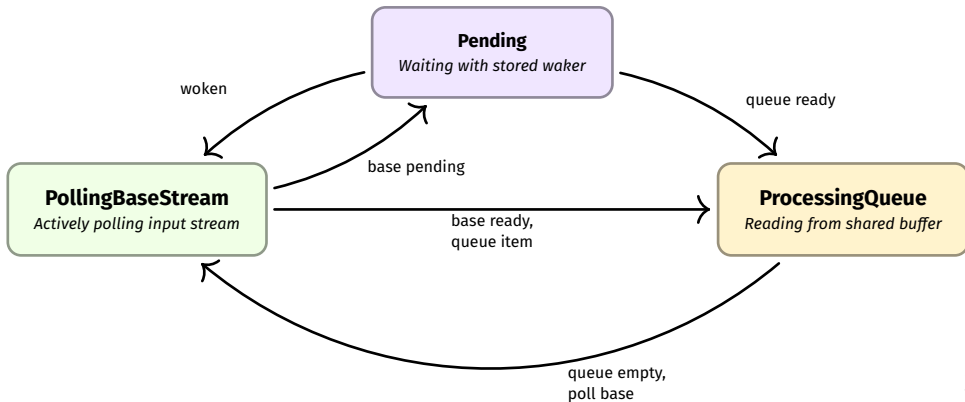 Pending
Waiting with stored waker
woken
queue ready
base pending
PollingBaseStream
Actively polling input stream
ProcessingQueue
Reading from shared buffer
base ready,
queue item
queue empty,
poll base